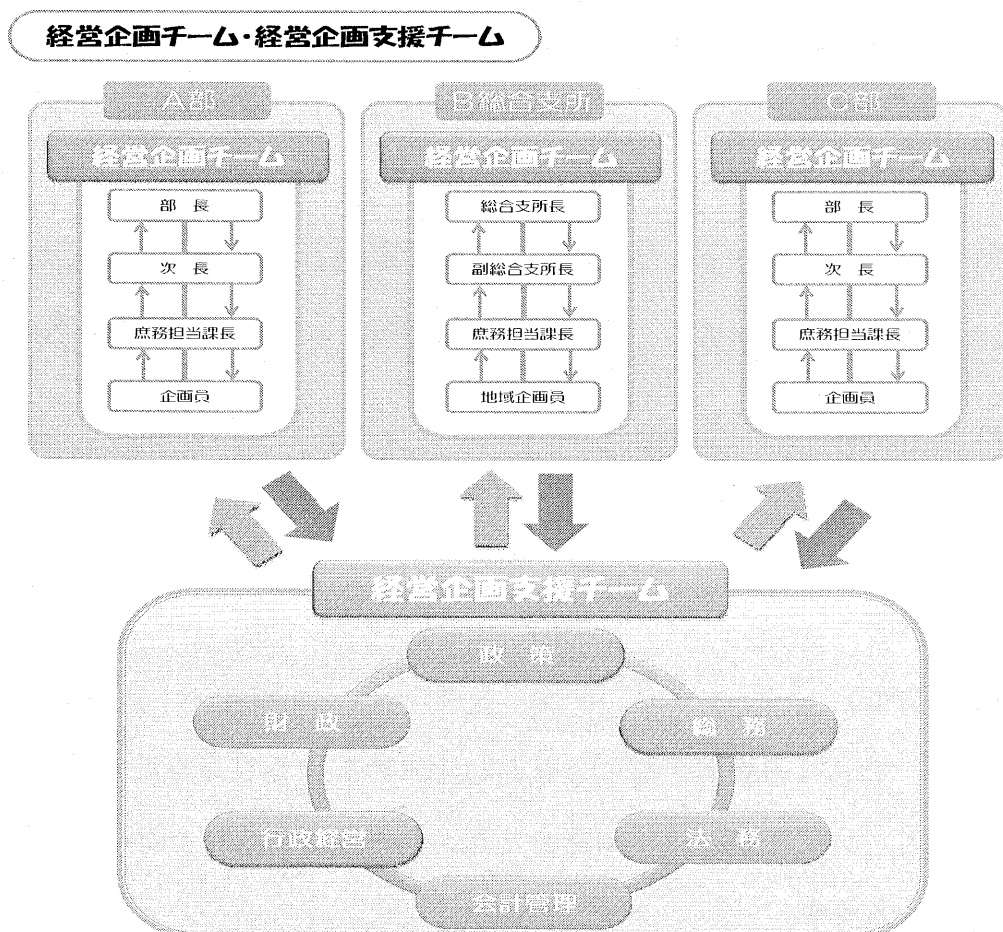 経営企画チーム・経営企画支援チーム
A部
経営企画チーム
部 長
次 長
庶務担当課長
企画員
B総合支所
経営企画チーム
総合支所長
副総合支所長
庶務担当課長
地域企画員
C部
経営企画チーム
部 長
次 長
庶務担当課長
企画員
経営企画支援チーム
政 策
財 政
総 務
行政経営
法 務
会計管理